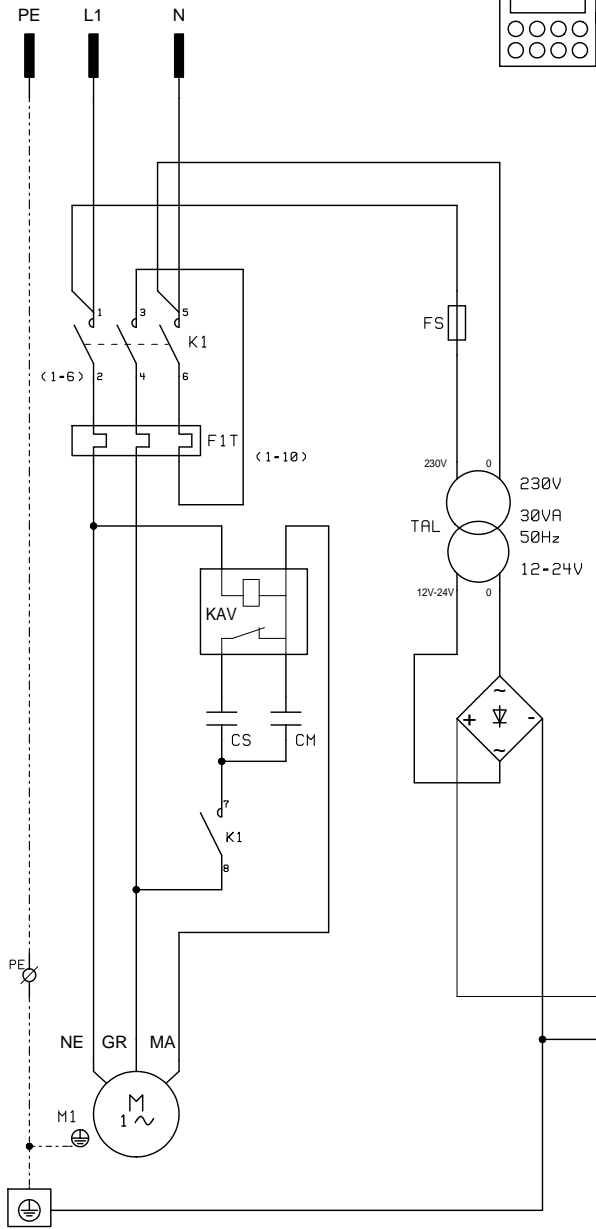 PE L1 N
1 3 5
K1
(1-6) 2 4 6
FS
F1T
(1-10)
230V 0
230V
30VA
TAL
50Hz
12-24V
12V-24V 0
KAV
~
+ -
~
CS CM
7
K1
8
PE
NE GR MA
M
1~
M1